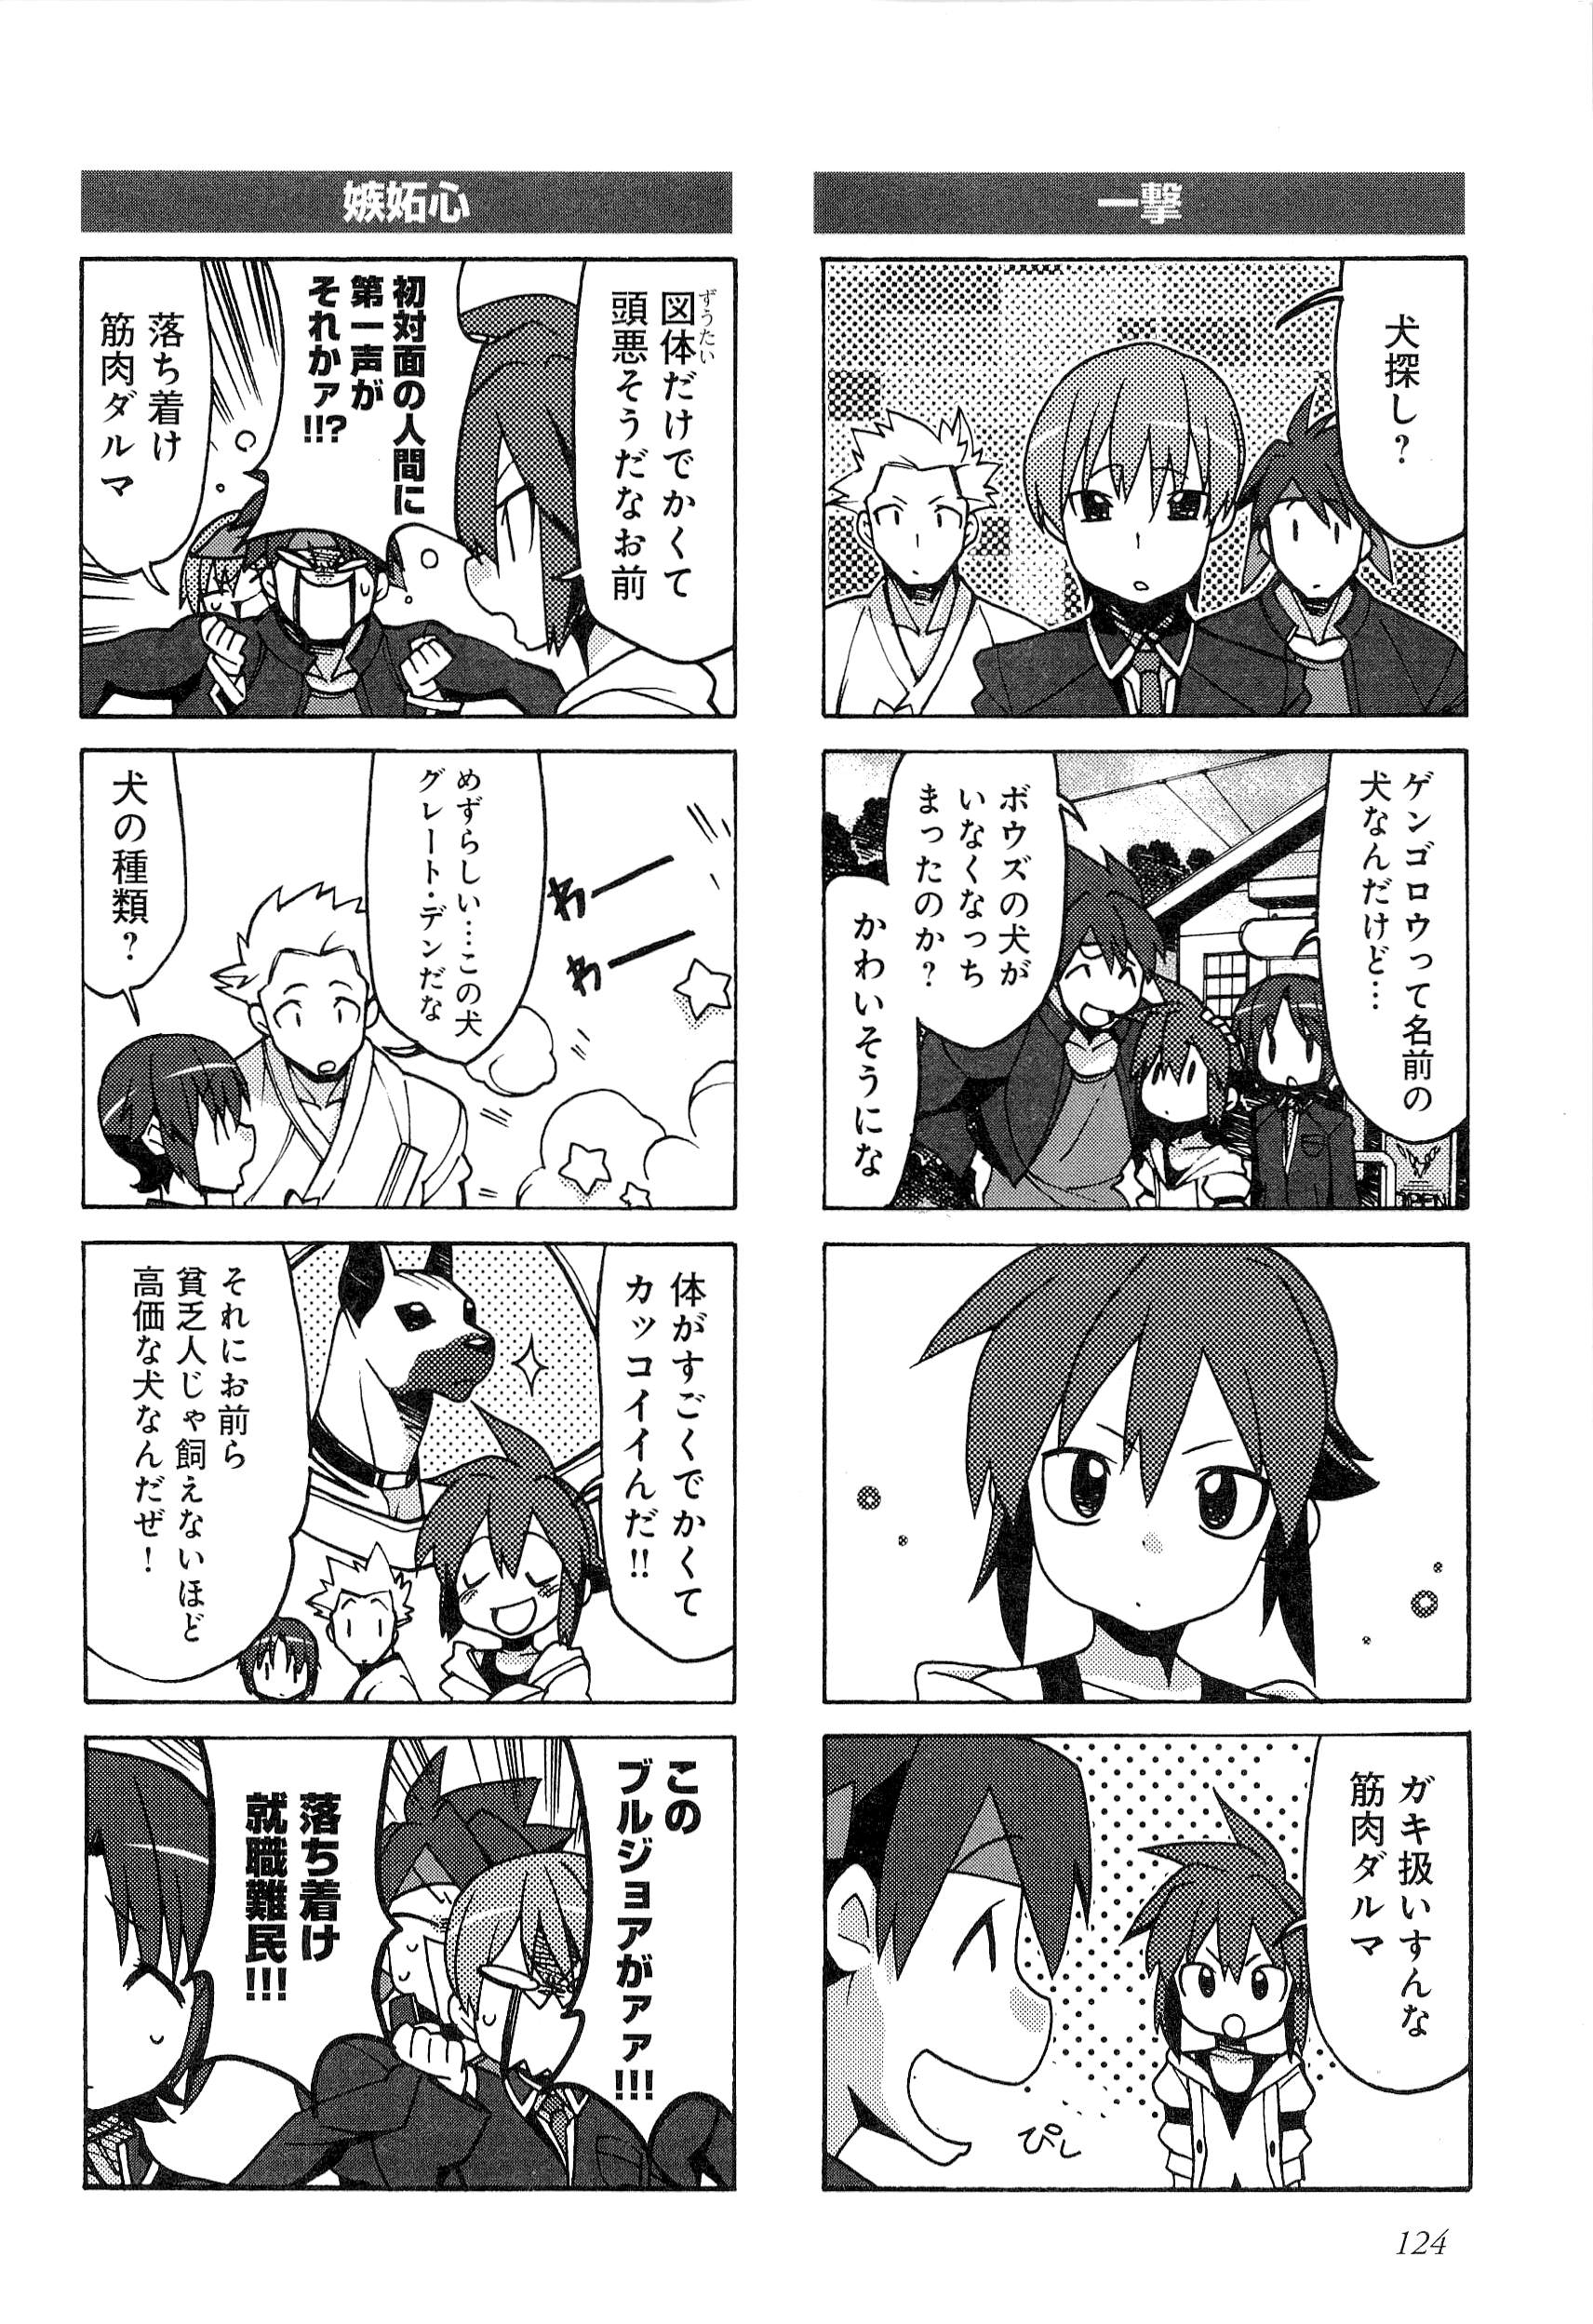 一撃
犬探し?
ゲンゴロウって名前の
犬なんだけど…
ボウズの犬が
いなくなっち
まったのか?
かわいそうにな
OPEN
ガキ扱いすんな
筋肉ダルマ
ぴし
嫉妬心
図体だけでかくて
ずうたい
頭悪そうだなお前
初対面の人間に
第一声が
それかァ!!?
落ち着け
筋肉ダルマ
わーー
わーー
めずらしい…この犬
グレート・デンだな
犬の種類?
体がすごくでかくて
カッコイイんだ!!
それにお前ら
貧乏人じゃ飼えないほど
高価な犬なんだぜ!
この
ブルジョアがァァ!!!
落ち着け
就職難民!!!
124